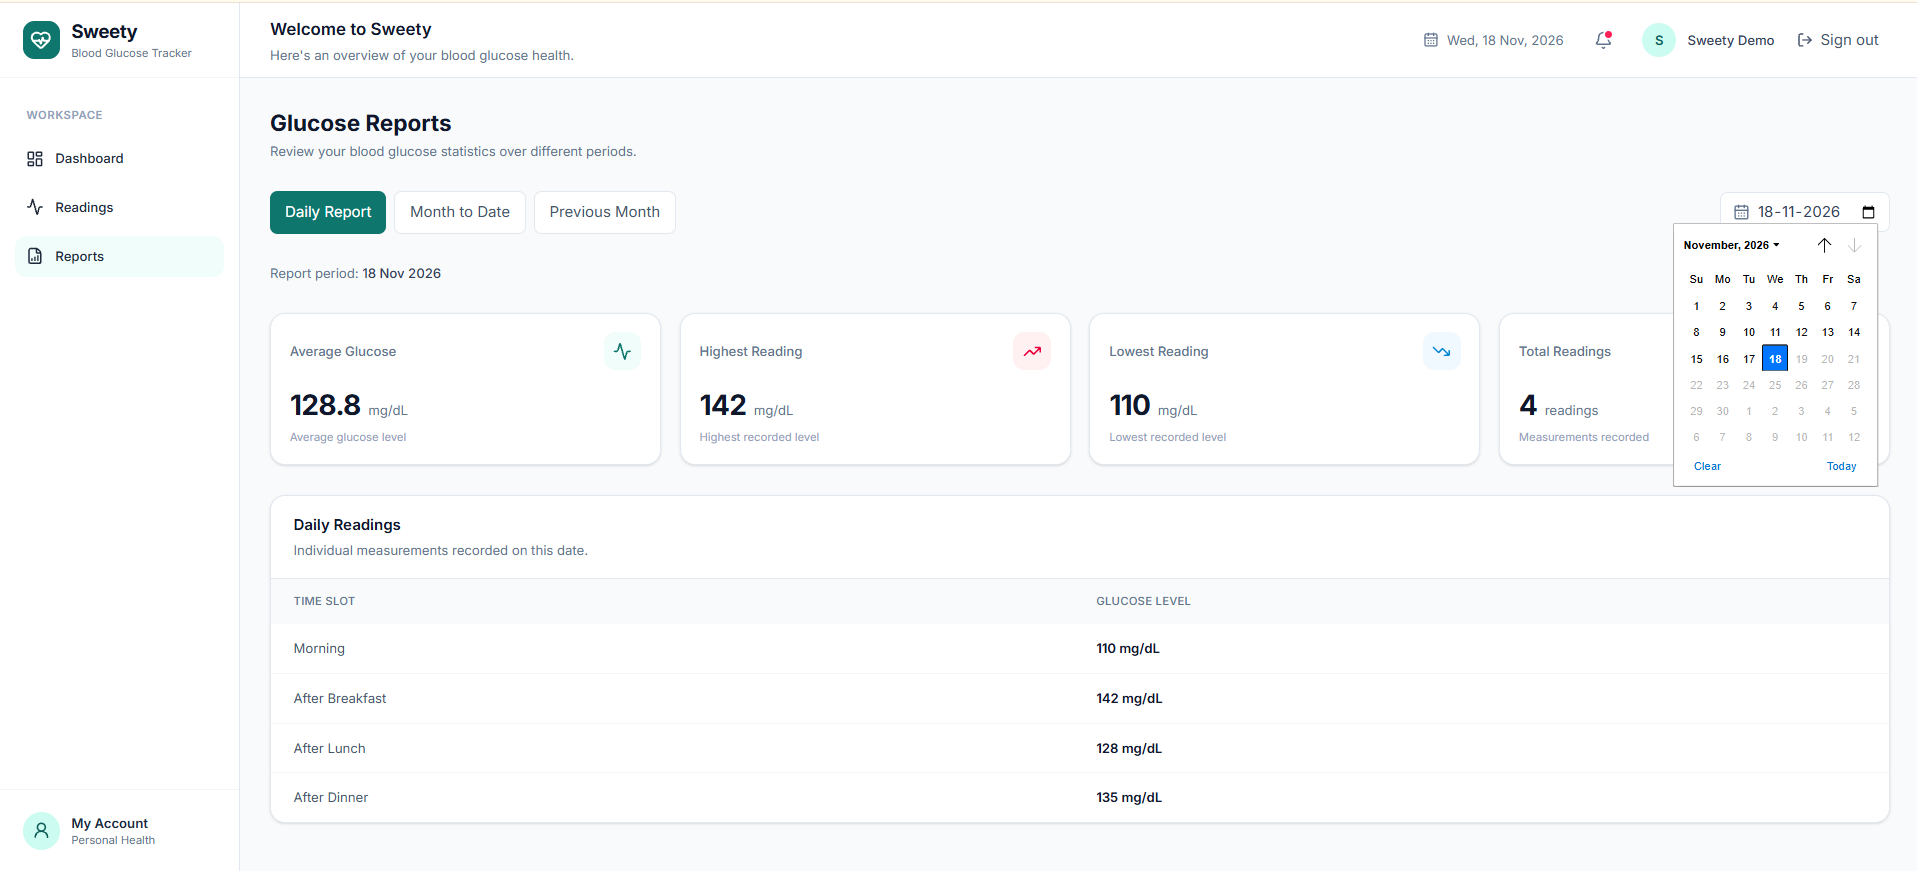 Sweety
Blood Glucose Tracker
WORKSPACE
Dashboard
Readings
Reports
My Account
Personal Health
Welcome to Sweety
Here's an overview of your blood glucose health.
Wed, 18 Nov, 2026
S
Sweety Demo
Sign out
Glucose Reports
Review your blood glucose statistics over different periods.
Daily Report
Month to Date
Previous Month
18-11-2026
Report period: 18 Nov 2026
November, 2026
Su Mo Tu We Th Fr Sa
1 2 3 4 5 6 7
8 9 10 11 12 13 14
15 16 17 18 19 20 21
22 23 24 25 26 27 28
29 30 1 2 3 4 5
6 7 8 9 10 11 12
Clear Today
Average Glucose
128.8 mg/dL
Average glucose level
Highest Reading
142 mg/dL
Highest recorded level
Lowest Reading
110 mg/dL
Lowest recorded level
Total Readings
4 readings
Measurements recorded
Daily Readings
Individual measurements recorded on this date.
TIME SLOT GLUCOSE LEVEL
Morning 110 mg/dL
After Breakfast 142 mg/dL
After Lunch 128 mg/dL
After Dinner 135 mg/dL